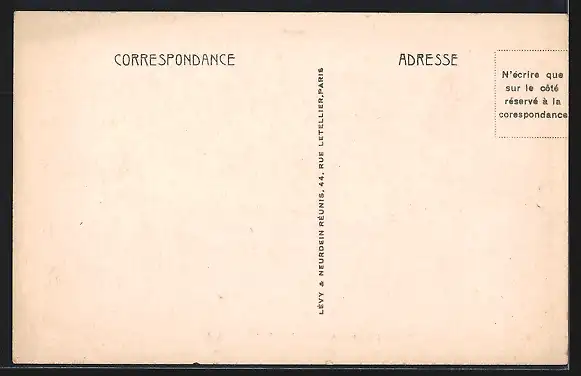 CORRESPONDANCE
ADRESSE
N'écrire que
sur le côté
réservé à la
corespondance
LÉVY & NEURDEIN RÉUNIS, 44, RUE LETELLIER, PARIS